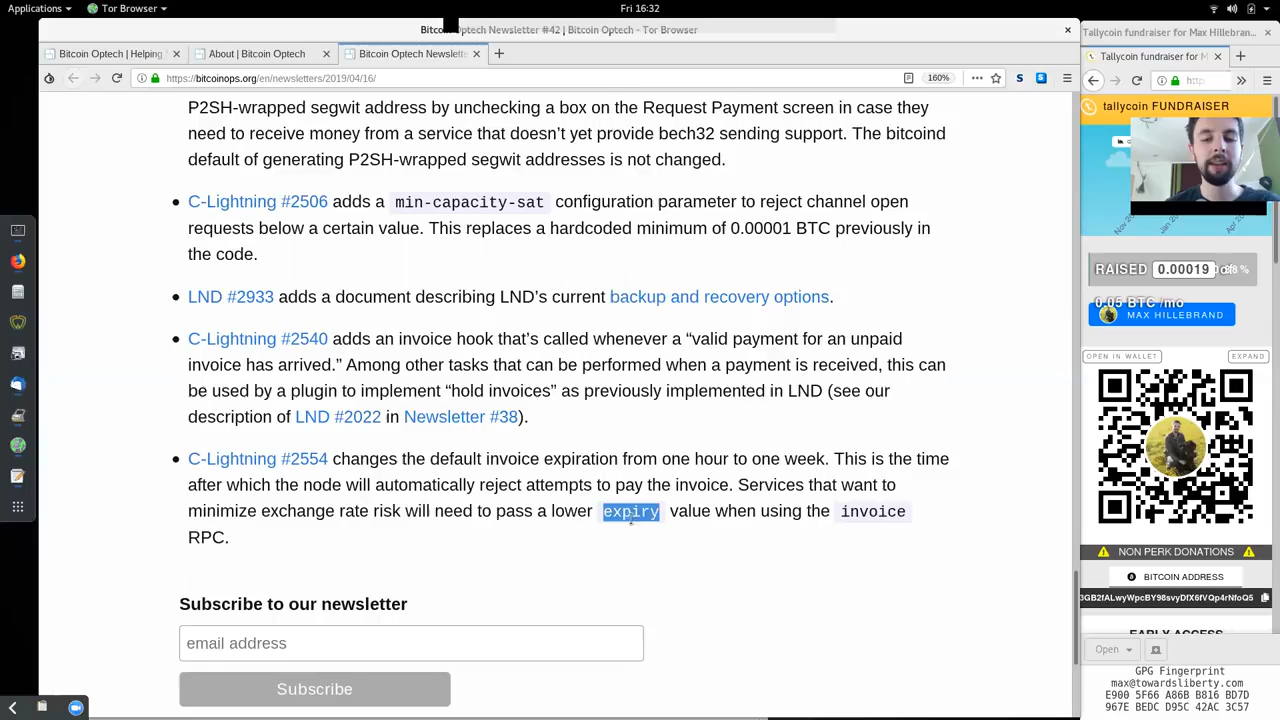 Applications
Tor Browser
Fri 16:32
Bitcoin Optech Newsletter #42 | Bitcoin Optech - Tor Browser
Tallycoin fundraiser for Max Hillebran...
Bitcoin Optech | Helping
About | Bitcoin Optech
Bitcoin Optech Newslette
Tallycoin fundraiser for M
https://bitcoinops.org/en/newsletters/2019/04/16/
160%
http
tallycoin FUNDRAISER
P2SH-wrapped segwit address by unchecking a box on the Request Payment screen in case they
need to receive money from a service that doesn't yet provide bech32 sending support. The bitcoind
default of generating P2SH-wrapped segwit addresses is not changed.
C-Lightning #2506 adds a min-capacity-sat configuration parameter to reject channel open
requests below a certain value. This replaces a hardcoded minimum of 0.00001 BTC previously in
the code.
LND #2933 adds a document describing LND's current backup and recovery options.
C-Lightning #2540 adds an invoice hook that's called whenever a “valid payment for an unpaid
invoice has arrived.” Among other tasks that can be performed when a payment is received, this can
be used by a plugin to implement “hold invoices” as previously implemented in LND (see our
description of LND #2022 in Newsletter #38).
C-Lightning #2554 changes the default invoice expiration from one hour to one week. This is the time
after which the node will automatically reject attempts to pay the invoice. Services that want to
minimize exchange rate risk will need to pass a lower expiry value when using the invoice
RPC.
Subscribe to our newsletter
email address
Subscribe
RAISED 0.00019
0.05 BTC /mo
MAX HILLEBRAND
OPEN IN WALLET
EXPAND
NON PERK DONATIONS
BITCOIN ADDRESS
3GB2fALwyWpcBY98svyDfX6fVQp4rNfoQ5
EARLY ACCESS
Open
GPG Fingerprint
max@towardsliberty.com
E900 5F66 A86B B816 BD7D
967E BEDC D95C 42AC 3C57